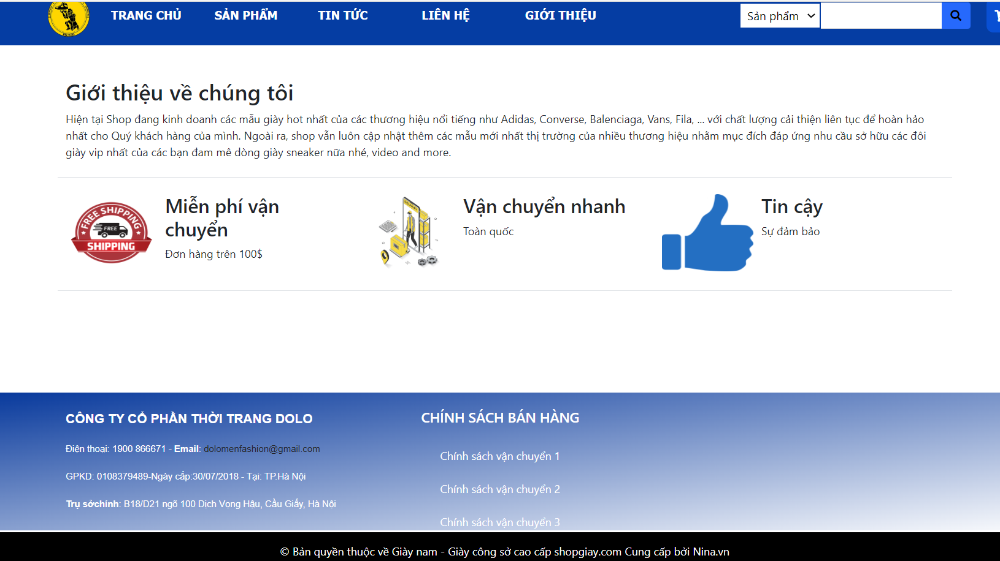 TRANG CHỦ SẢN PHẨM TIN TỨC LIÊN HỆ GIỚI THIỆU Sản phẩm
Giới thiệu về chúng tôi
Hiện tại Shop đang kinh doanh các mẫu giày hot nhất của các thương hiệu nổi tiếng như Adidas, Converse, Balenciaga, Vans, Fila, ... với chất lượng cải thiện liên tục để hoàn hảo
nhất cho Quý khách hàng của mình. Ngoài ra, shop vẫn luôn cập nhật thêm các mẫu mới nhất thị trường của nhiều thương hiệu nhằm mục đích đáp ứng nhu cầu sở hữu các đôi
giày vip nhất của các bạn đam mê dòng giày sneaker nữa nhé, video and more.
FREE SHIPPING
FREE
SHIPPING
Miễn phí vận
chuyển
Đơn hàng trên 100$
Vận chuyển nhanh
Toàn quốc
Tin cậy
Sự đảm bảo
CÔNG TY CỔ PHẦN THỜI TRANG DOLO
Điện thoại: 1900 866671 - Email: dolomenfashion@gmail.com
GPKD: 0108379489-Ngày cấp:30/07/2018 - Tại: TP.Hà Nội
Trụ sởchính: B18/D21 ngõ 100 Dịch Vọng Hậu, Cầu Giấy, Hà Nội
CHÍNH SÁCH BÁN HÀNG
Chính sách vận chuyển 1
Chính sách vận chuyển 2
Chính sách vận chuyển 3
© Bản quyền thuộc về Giày nam - Giày công sở cao cấp shopgiay.com Cung cấp bởi Nina.vn